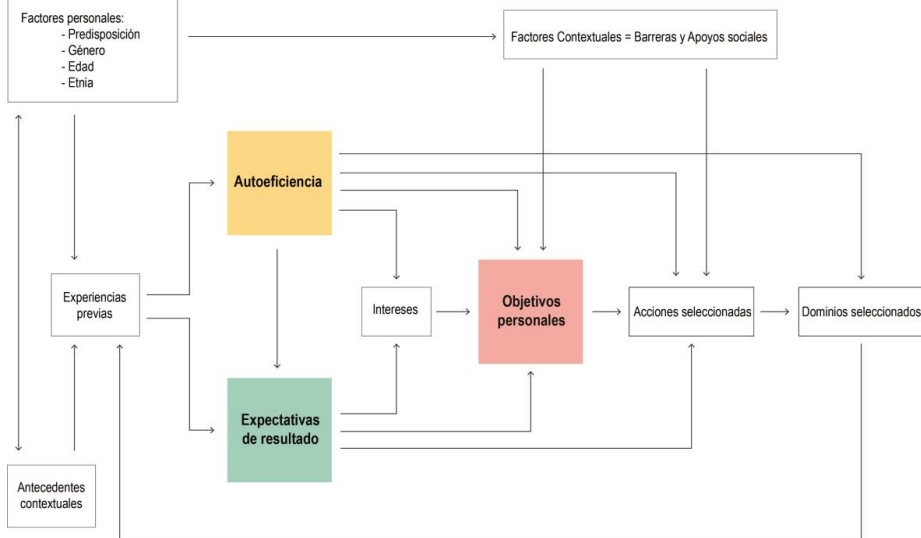 Factores personales:
- Predisposición
- Género
- Edad
- Etnia
Factores Contextuales = Barreras y Apoyos sociales
Autoeficiencia
Experiencias
previas
Intereses
Objetivos
personales
Acciones seleccionadas
Dominios seleccionados
Expectativas
de resultado
Antecedentes
contextuales